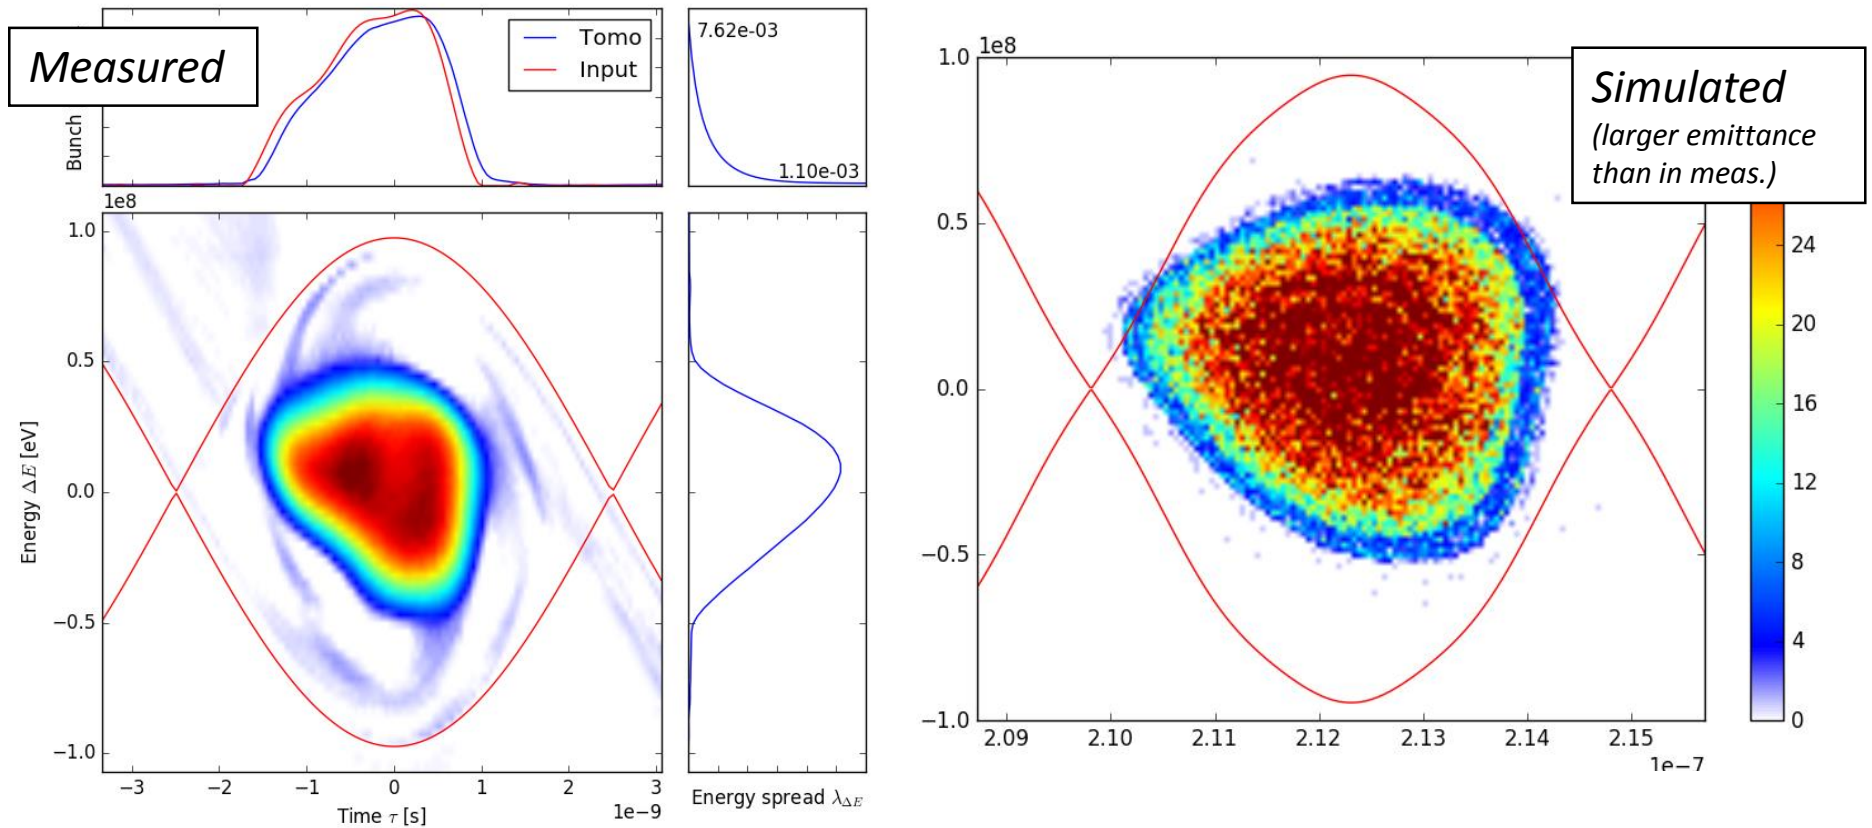 Measured
Bunch
Tomo
Input
7.62e-03
1.10e-03
1e8
1.0
0.5
0.0
−0.5
−1.0
Energy ΔE [eV]
−3 −2 −1 0 1 2 3
1e−9
Time τ [s]
Energy spread λ_ΔE
1e8
1.0
0.5
0.0
−0.5
−1.0
2.09 2.10 2.11 2.12 2.13 2.14 2.15
1e−7
Simulated
(larger emittance
than in meas.)
24
20
16
12
8
4
0